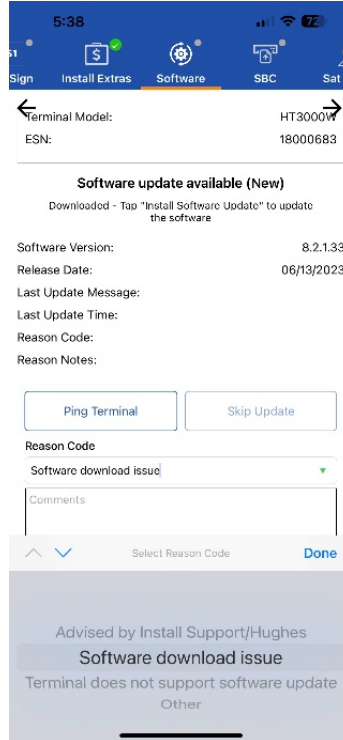 5:38
72
S1
Sign Install Extras Software SBC Sat
Terminal Model: HT3000W
ESN: 18000683
Software update available (New)
Downloaded - Tap "Install Software Update" to update
the software
Software Version: 8.2.1.33
Release Date: 06/13/2023
Last Update Message:
Last Update Time:
Reason Code:
Reason Notes:
Ping Terminal Skip Update
Reason Code
Software download issue
Comments
Select Reason Code Done
Advised by Install Support/Hughes
Software download issue
Terminal does not support software update
Other